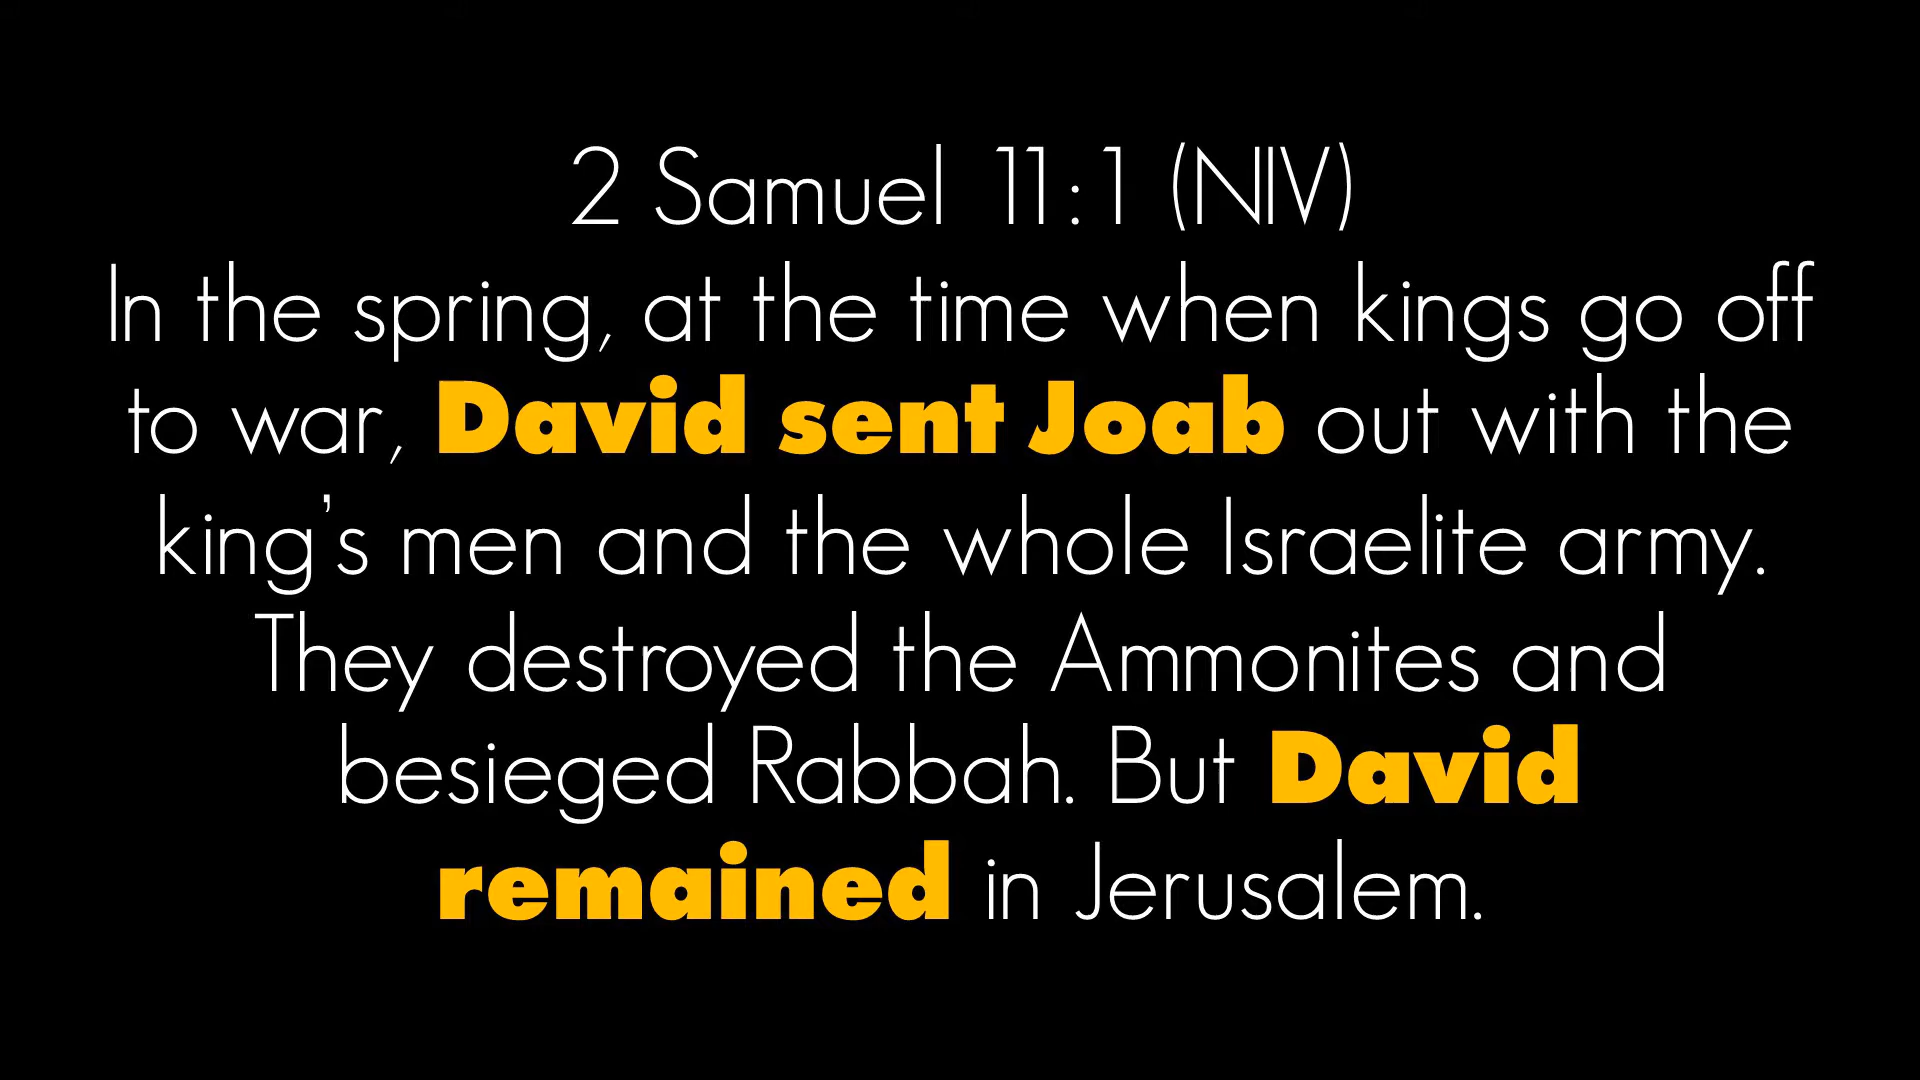 2 Samuel 11:1 (NIV)
In the spring, at the time when kings go off
to war, David sent Joab out with the
king’s men and the whole Israelite army.
They destroyed the Ammonites and
besieged Rabbah. But David
remained in Jerusalem.